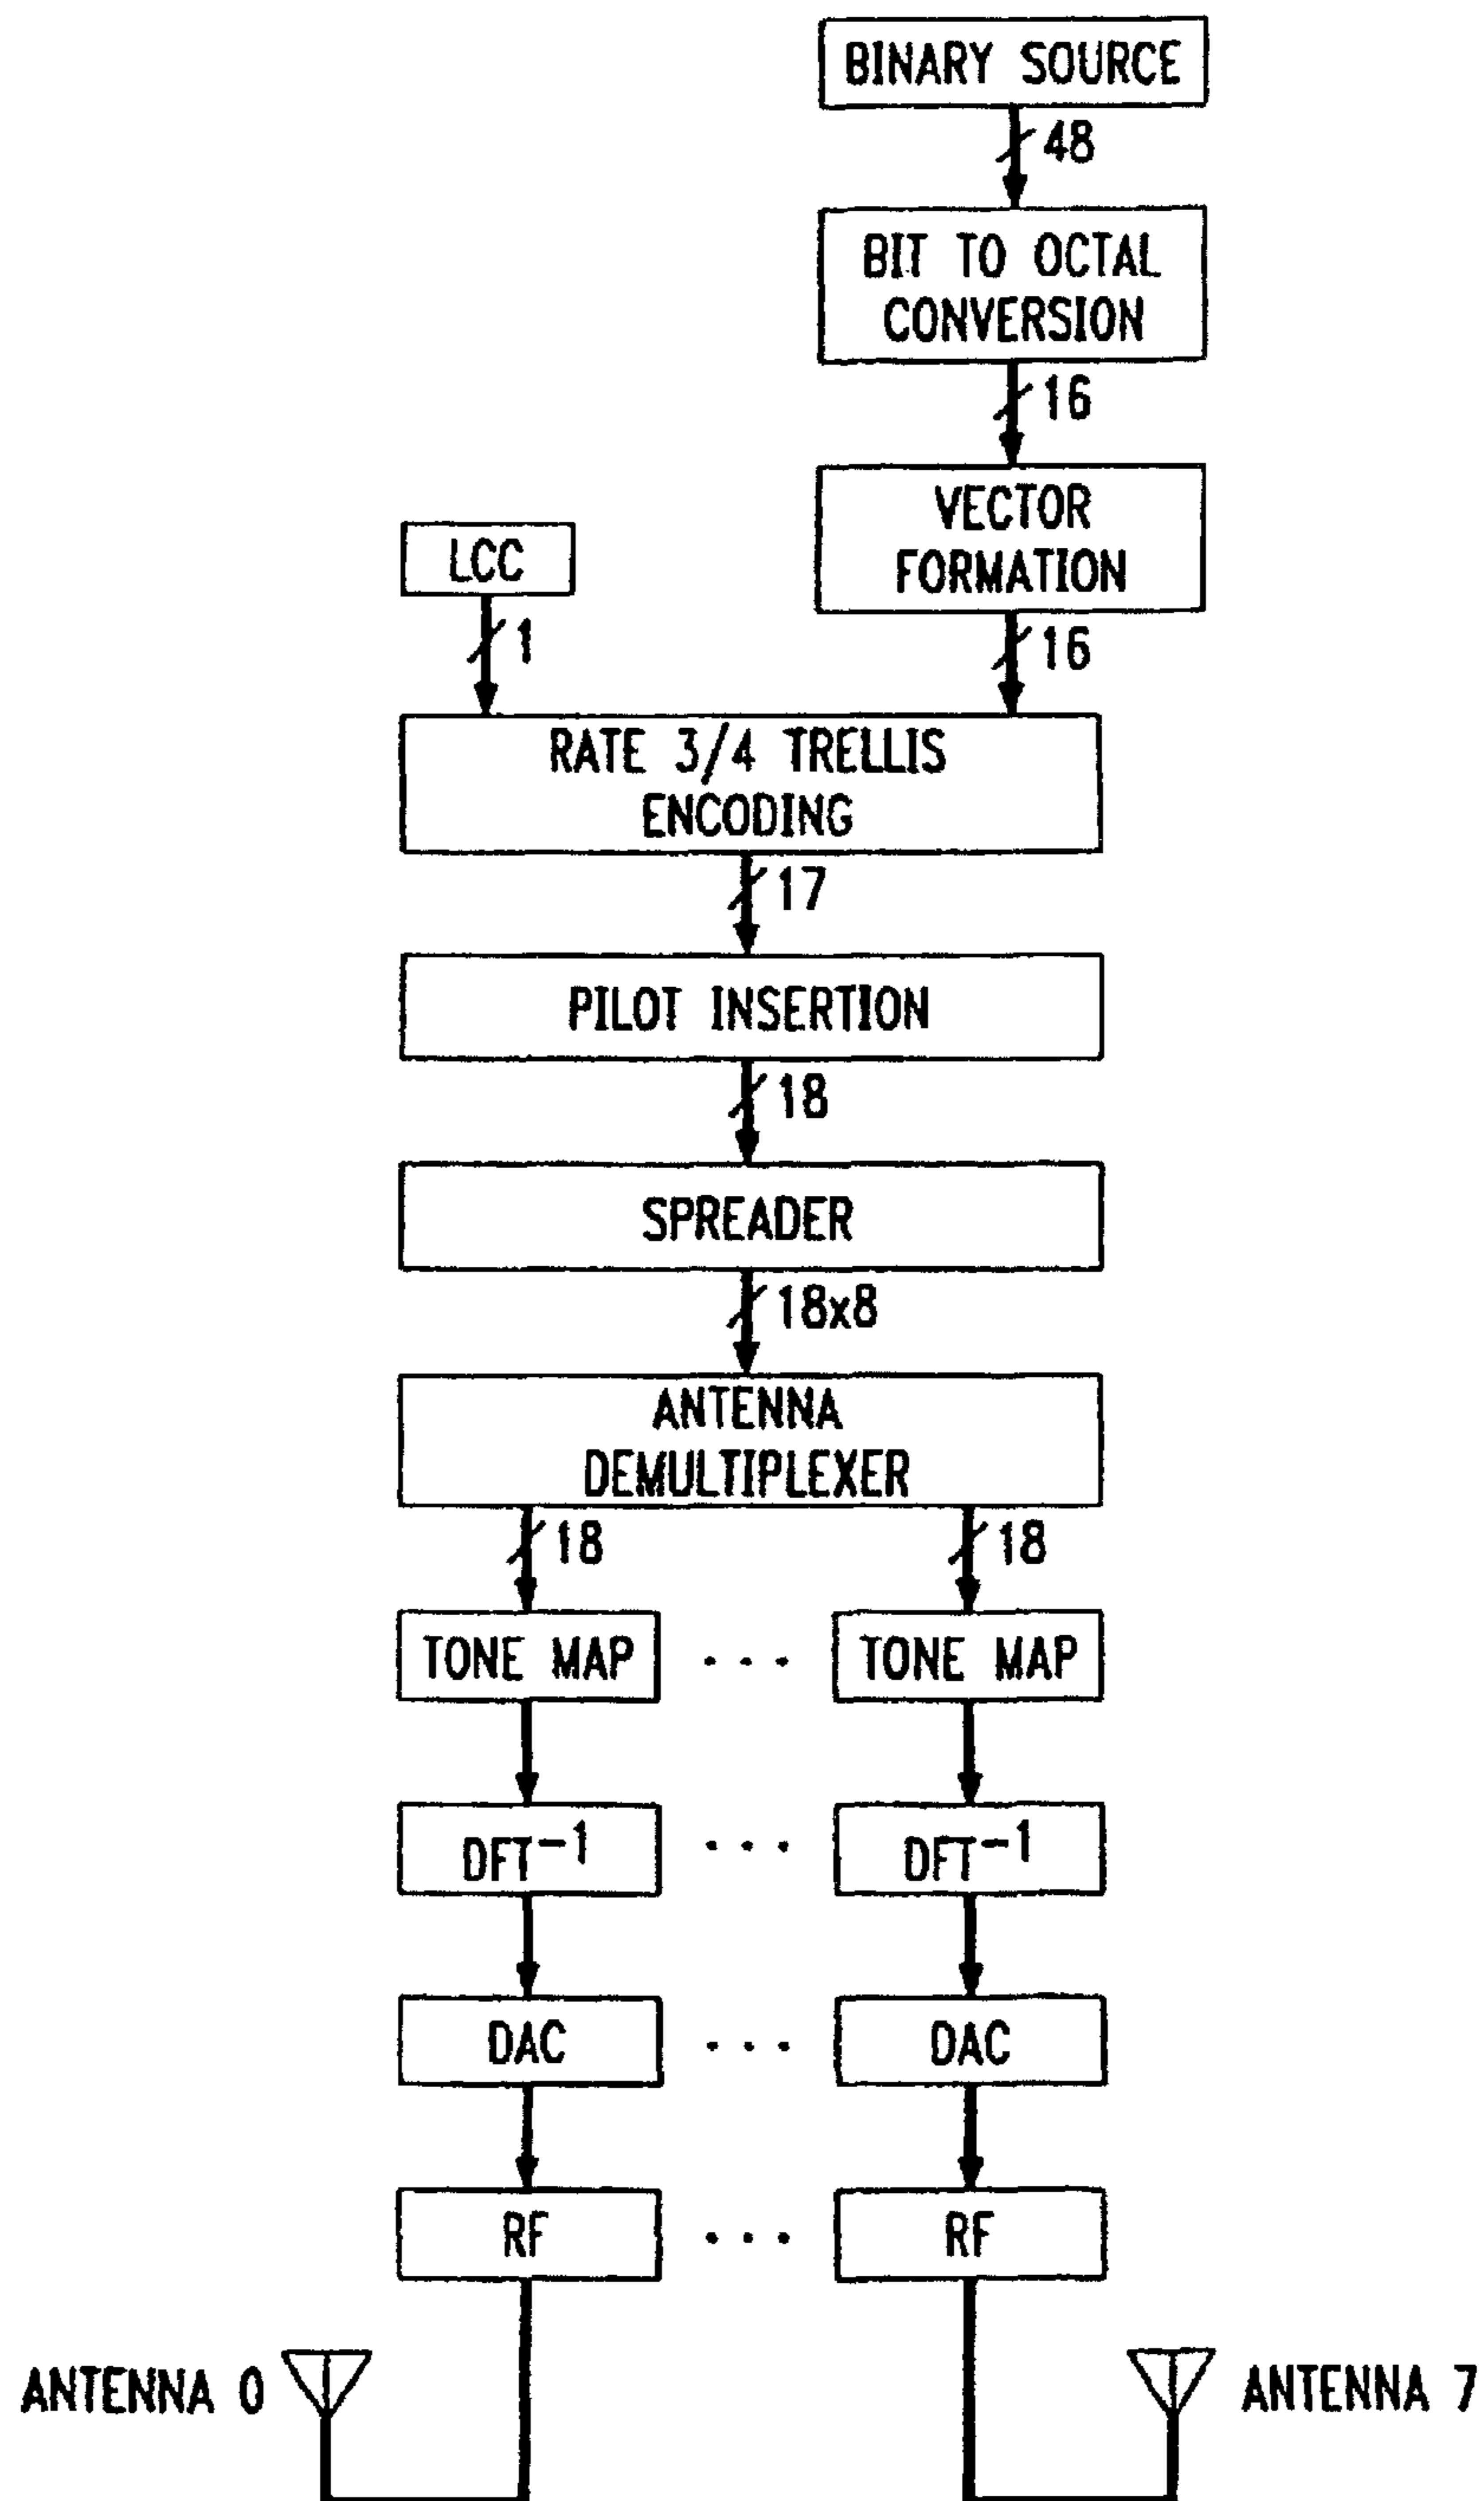 BINARY SOURCE
48
BIT TO OCTAL
CONVERSION
16
VECTOR
FORMATION
LCC
1
16
RATE 3/4 TRELLIS
ENCODING
17
PILOT INSERTION
18
SPREADER
18x8
ANTENNA
DEMULTIPLEXER
18 18
TONE MAP ... TONE MAP
DFT-1 ... DFT-1
DAC ... DAC
RF ... RF
ANTENNA 0 ANTENNA 7